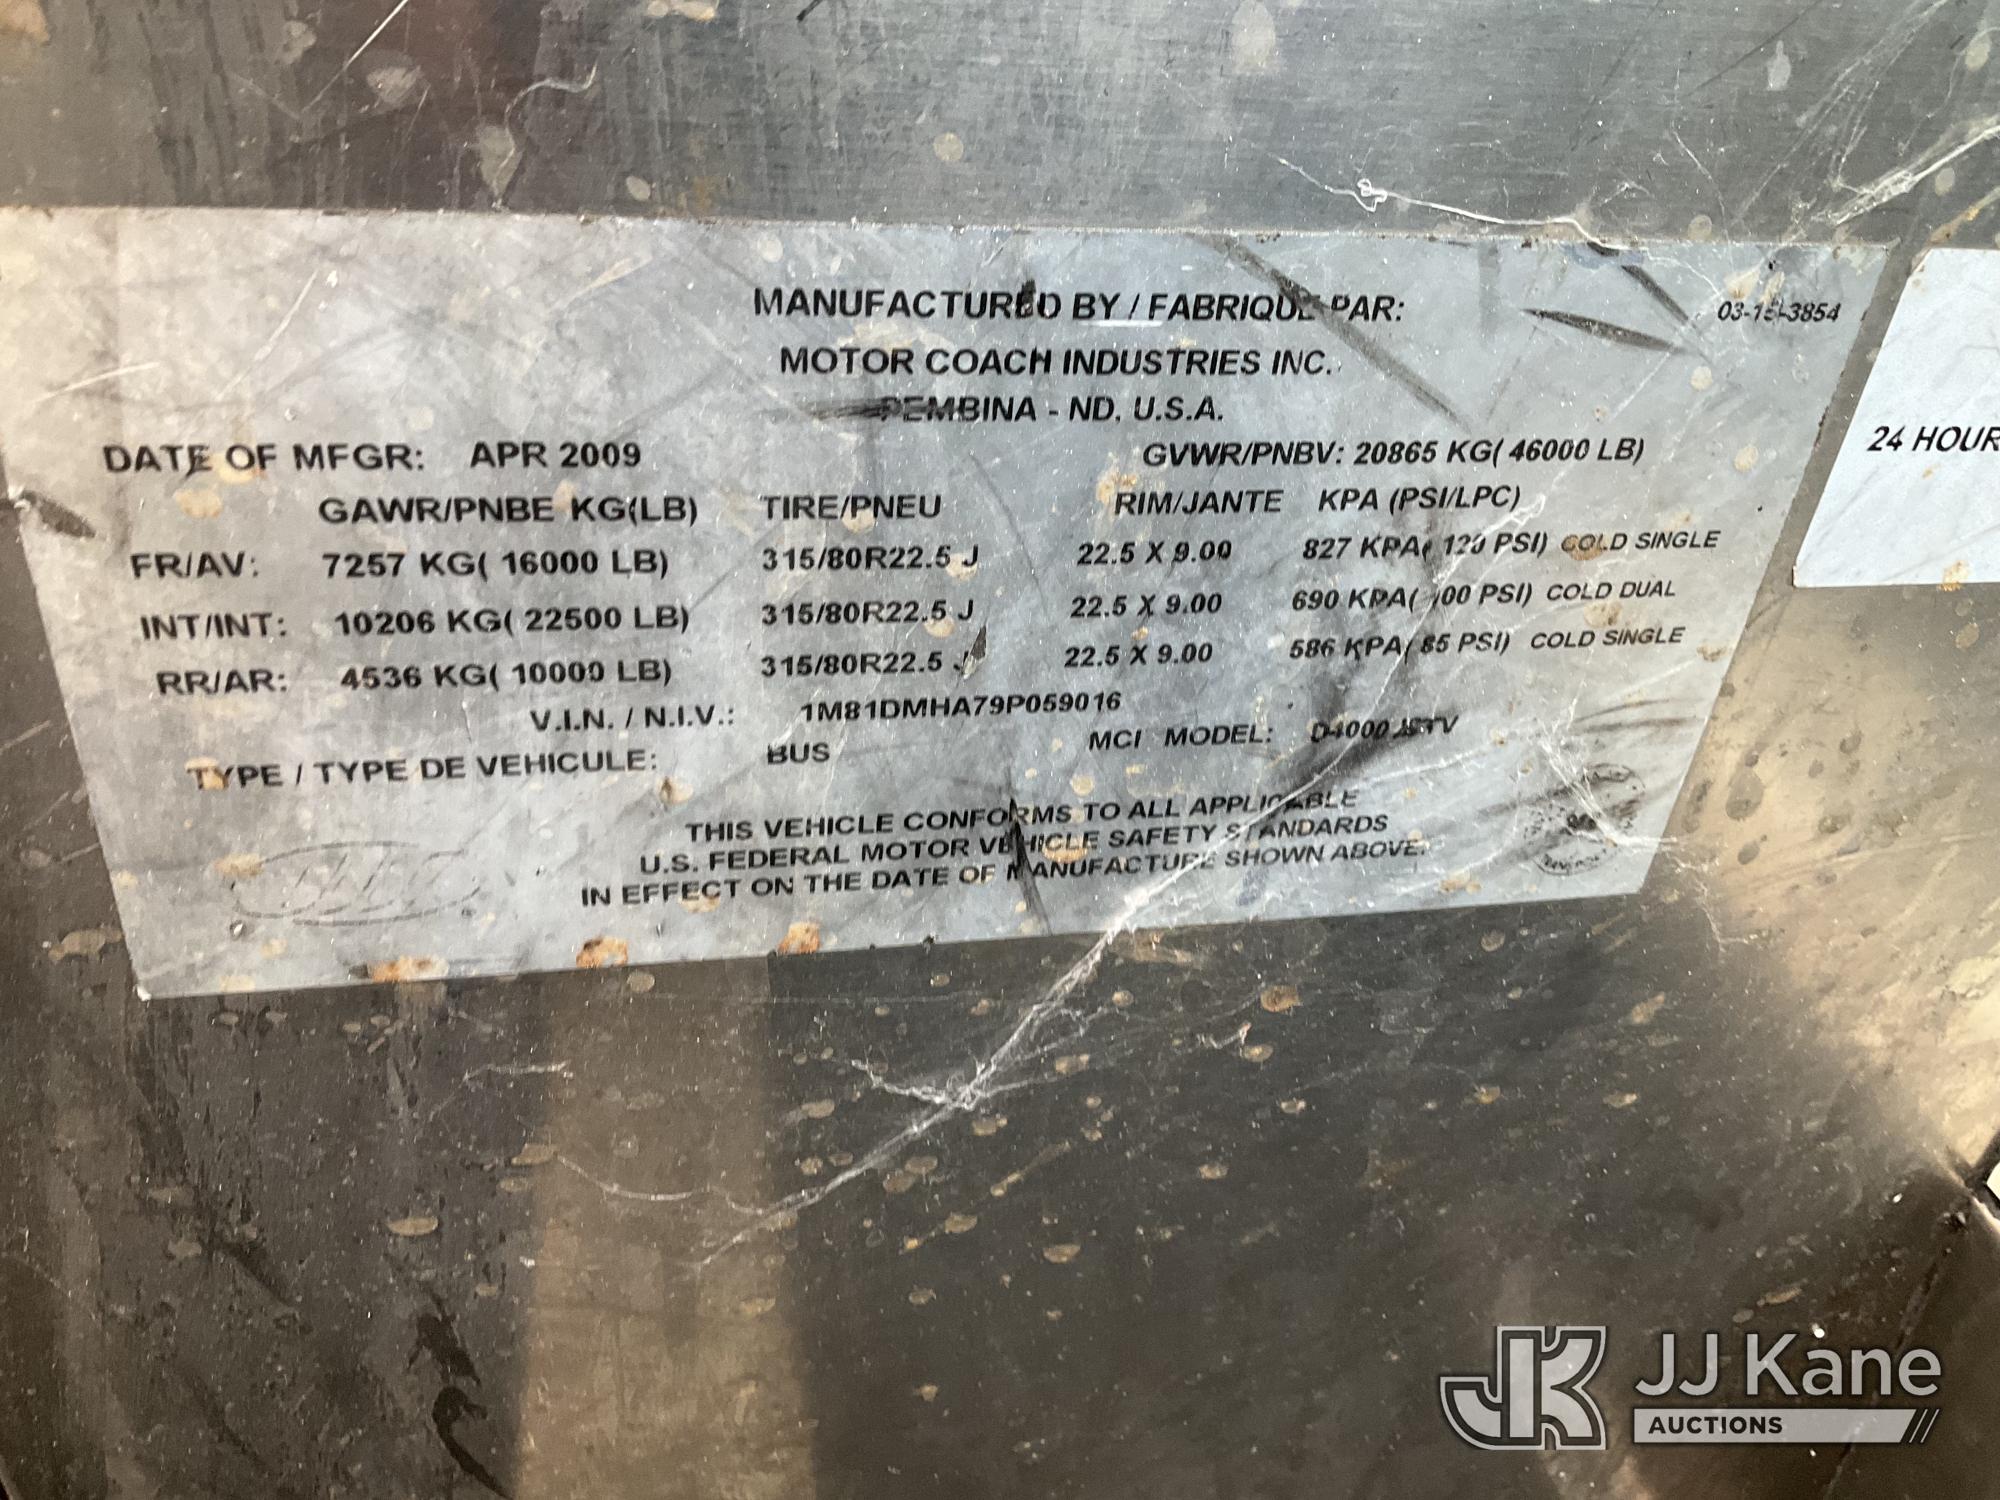 MANUFACTURED BY / FABRIQUE PAR:
03-15-3854
MOTOR COACH INDUSTRIES INC.
PEMBINA - ND, U.S.A.
DATE OF MFGR: APR 2009 GVWR/PNBV: 20865 KG( 46000 LB)
GAWR/PNBE KG(LB) TIRE/PNEU RIM/JANTE KPA (PSI/LPC)
FR/AV: 7257 KG( 16000 LB) 315/80R22.5 J 22.5 X 9.00 827 KPA( 120 PSI) COLD SINGLE
INT/INT: 10206 KG( 22500 LB) 315/80R22.5 J 22.5 X 9.00 690 KPA( 100 PSI) COLD DUAL
RR/AR: 4536 KG( 10000 LB) 315/80R22.5 J 22.5 X 9.00 586 KPA( 85 PSI) COLD SINGLE
V.I.N. / N.I.V.: 1M81DMHA79P059016
TYPE / TYPE DE VEHICULE: BUS MCI MODEL: D4000
THIS VEHICLE CONFORMS TO ALL APPLICABLE
U.S. FEDERAL MOTOR VEHICLE SAFETY STANDARDS
IN EFFECT ON THE DATE OF MANUFACTURE SHOWN ABOVE.
24 HOUR
JK JJ Kane
AUCTIONS